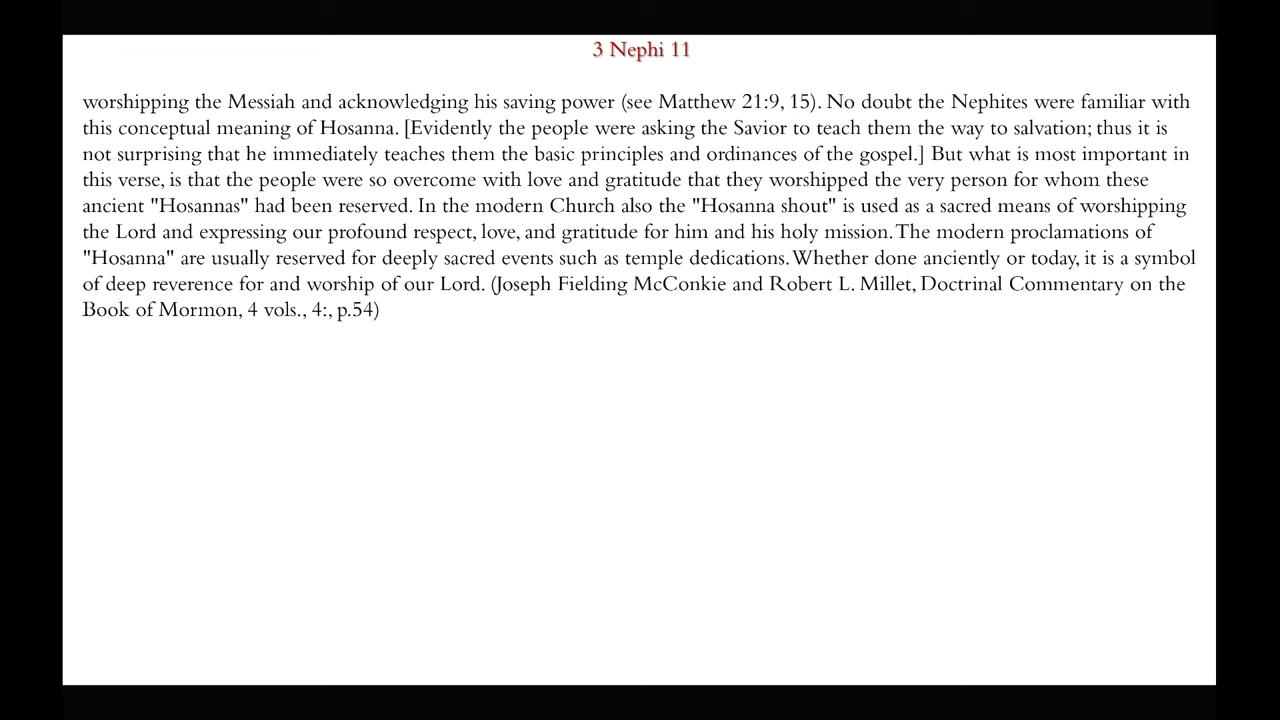 3 Nephi 11
worshipping the Messiah and acknowledging his saving power (see Matthew 21:9, 15). No doubt the Nephites were familiar with
this conceptual meaning of Hosanna. [Evidently the people were asking the Savior to teach them the way to salvation; thus it is
not surprising that he immediately teaches them the basic principles and ordinances of the gospel.] But what is most important in
this verse, is that the people were so overcome with love and gratitude that they worshipped the very person for whom these
ancient "Hosannas" had been reserved. In the modern Church also the "Hosanna shout" is used as a sacred means of worshipping
the Lord and expressing our profound respect, love, and gratitude for him and his holy mission. The modern proclamations of
"Hosanna" are usually reserved for deeply sacred events such as temple dedications. Whether done anciently or today, it is a symbol
of deep reverence for and worship of our Lord. (Joseph Fielding McConkie and Robert L. Millet, Doctrinal Commentary on the
Book of Mormon, 4 vols., 4:, p.54)